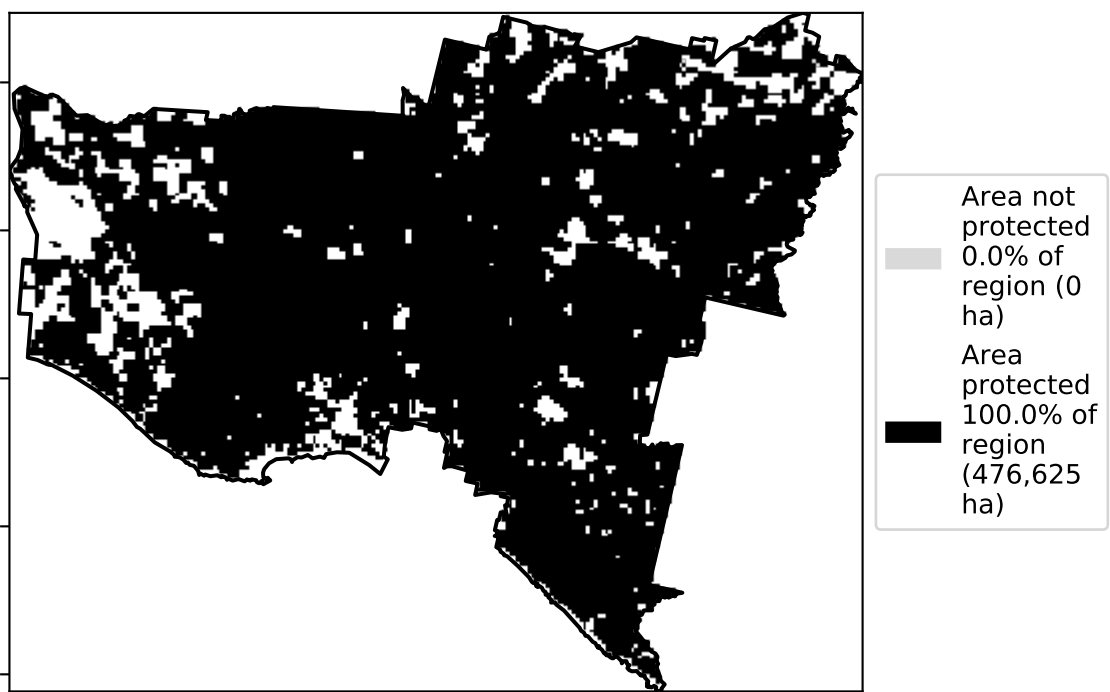 Area not
protected
0.0% of
region (0
ha)
Area
protected
100.0% of
region
(476,625
ha)